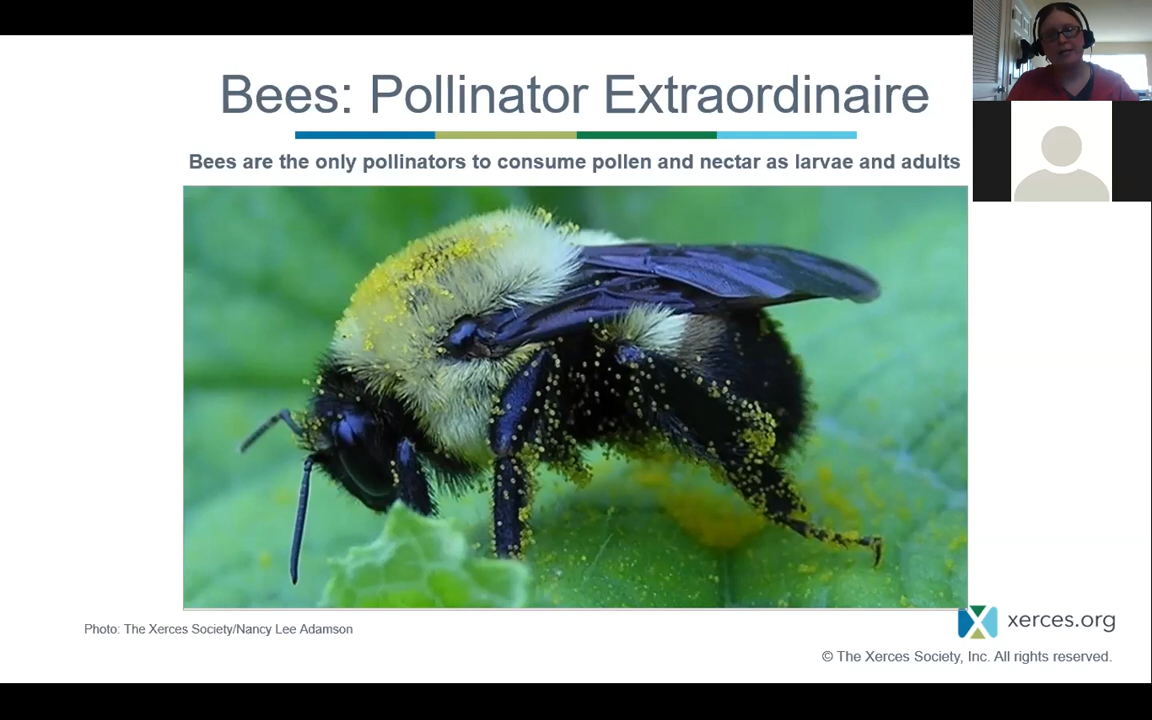 Bees: Pollinator Extraordinaire
Bees are the only pollinators to consume pollen and nectar as larvae and adults
Photo: The Xerces Society/Nancy Lee Adamson
xerces.org
© The Xerces Society, Inc. All rights reserved.